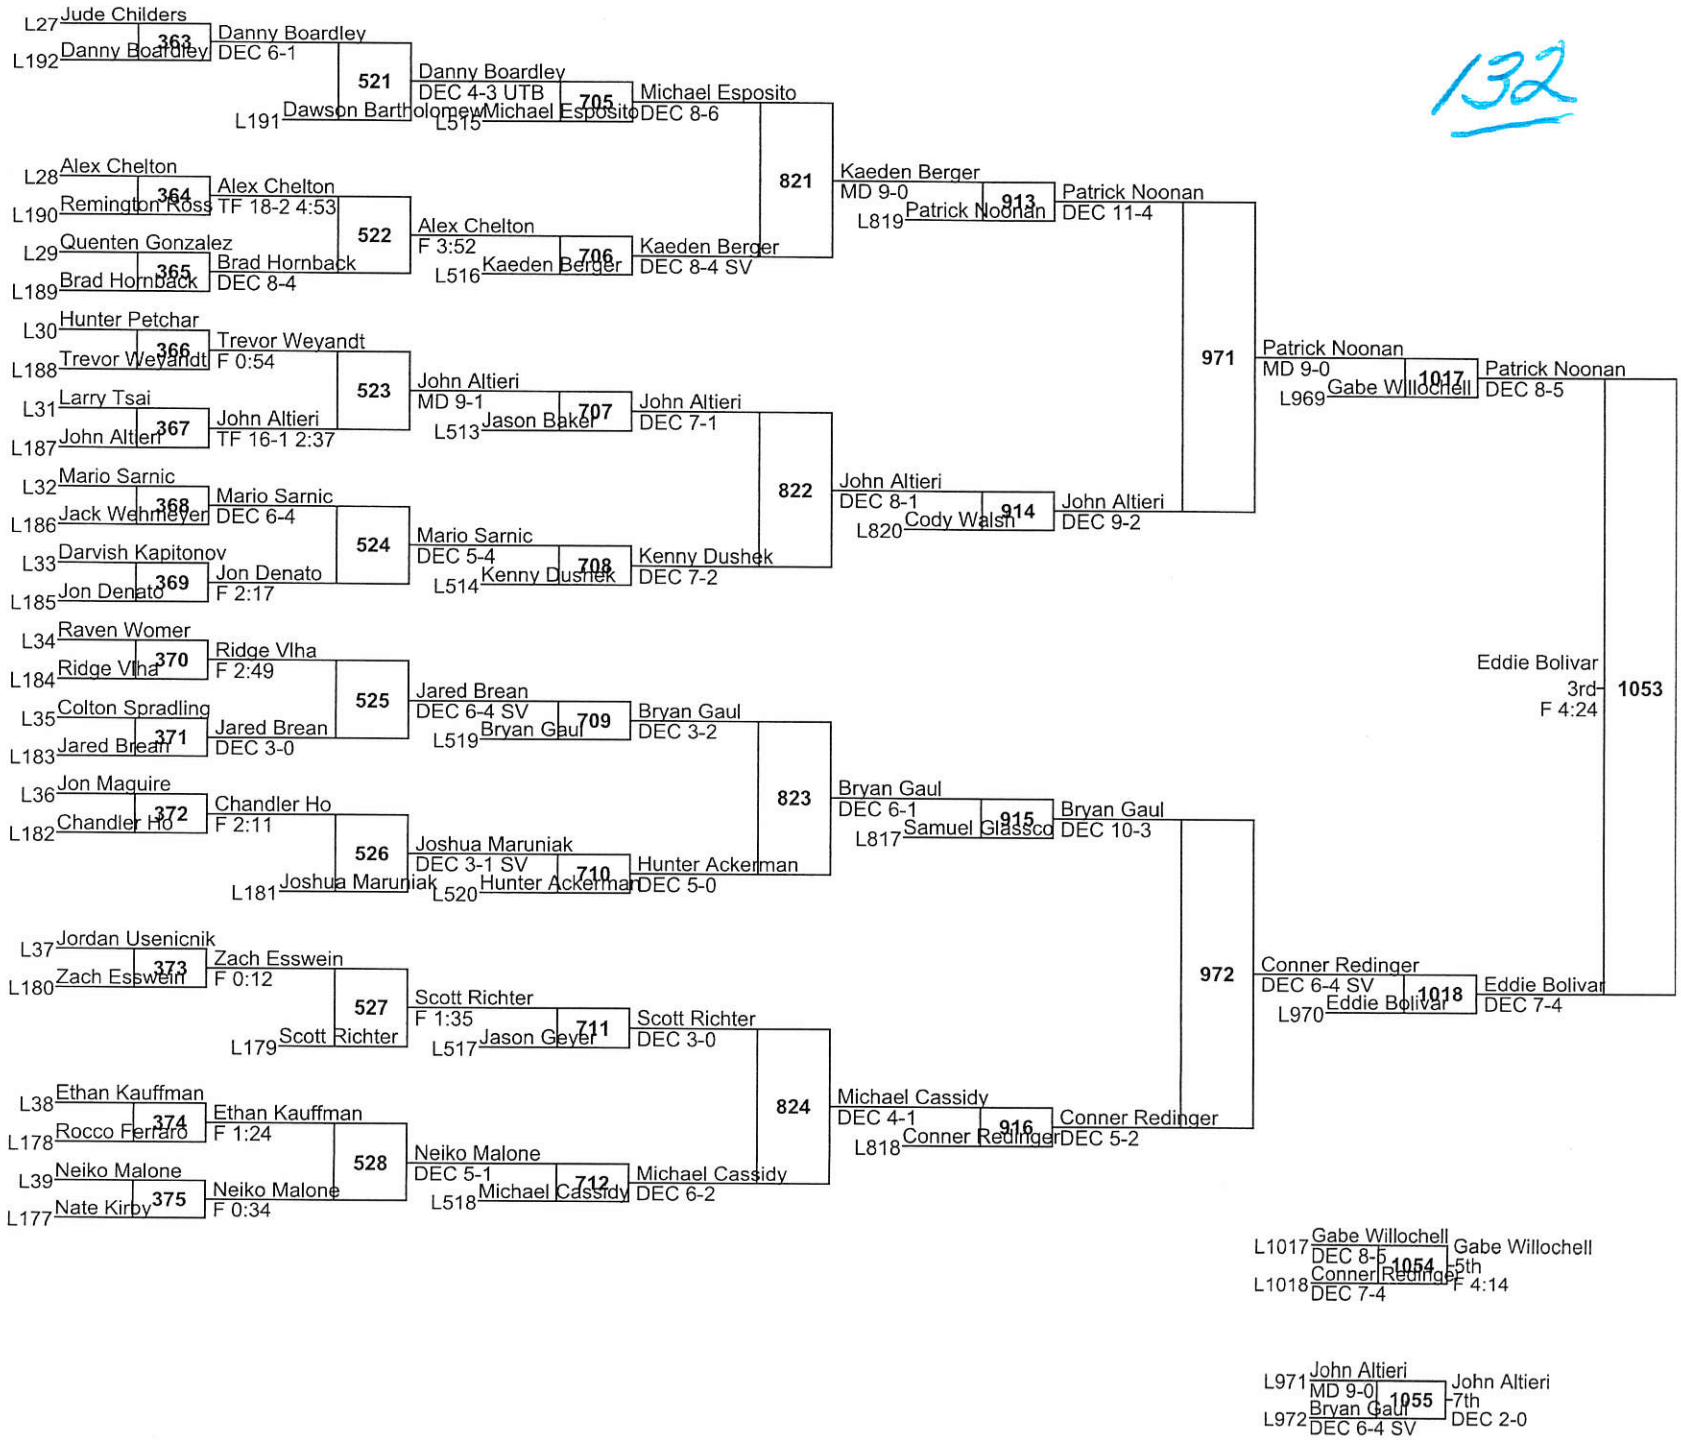 132
L27 Jude Childers
363
L192 Danny Boardley
Danny Boardley
DEC 6-1
521
L191 Dawson Bartholomew
Danny Boardley
DEC 4-3 UTB
705
L515 Michael Esposito
Michael Esposito
DEC 8-6
L28 Alex Chelton
364
L190 Remington Ross
Alex Chelton
TF 18-2 4:53
522
L29 Quenten Gonzalez
365
L189 Brad Hornback
Brad Hornback
DEC 8-4
Alex Chelton
F 3:52
706
L516 Kaeden Berger
Kaeden Berger
DEC 8-4 SV
821
Kaeden Berger
MD 9-0
913
L819 Patrick Noonan
Patrick Noonan
DEC 11-4
L30 Hunter Petchar
366
L188 Trevor Weyandt
Trevor Weyandt
F 0:54
523
L31 Larry Tsai
367
L187 John Altieri
John Altieri
TF 16-1 2:37
John Altieri
MD 9-1
707
L513 Jason Baker
John Altieri
DEC 7-1
L32 Mario Sarnic
368
L186 Jack Wehmeyer
Mario Sarnic
DEC 6-4
524
L33 Darvish Kapitonov
369
L185 Jon Denato
Jon Denato
F 2:17
Mario Sarnic
DEC 5-4
708
L514 Kenny Dushek
Kenny Dushek
DEC 7-2
822
John Altieri
DEC 8-1
914
L820 Cody Walsh
John Altieri
DEC 9-2
971
Patrick Noonan
MD 9-0
1017
L969 Gabe Willochell
Patrick Noonan
DEC 8-5
L34 Raven Womer
370
L184 Ridge Vlha
Ridge Vlha
F 2:49
525
L35 Colton Spradling
371
L183 Jared Brean
Jared Brean
DEC 3-0
Jared Brean
DEC 6-4 SV
709
L519 Bryan Gaul
Bryan Gaul
DEC 3-2
L36 Jon Maguire
372
L182 Chandler Ho
Chandler Ho
F 2:11
526
L181 Joshua Maruniak
Joshua Maruniak
DEC 3-1 SV
710
L520 Hunter Ackerman
Hunter Ackerman
DEC 5-0
823
Bryan Gaul
DEC 6-1
915
L817 Samuel Glassco
Bryan Gaul
DEC 10-3
L37 Jordan Usenicnik
373
L180 Zach Esswein
Zach Esswein
F 0:12
527
L179 Scott Richter
Scott Richter
F 1:35
711
L517 Jason Geyer
Scott Richter
DEC 3-0
L38 Ethan Kauffman
374
L178 Rocco Ferraro
Ethan Kauffman
F 1:24
528
L39 Neiko Malone
375
L177 Nate Kirby
Neiko Malone
F 0:34
Neiko Malone
DEC 5-1
712
L518 Michael Cassidy
Michael Cassidy
DEC 6-2
824
Michael Cassidy
DEC 4-1
916
L818 Conner Redinger
Conner Redinger
DEC 5-2
972
Conner Redinger
DEC 6-4 SV
1018
L970 Eddie Bolivar
Eddie Bolivar
DEC 7-4
Eddie Bolivar
3rd
F 4:24
1053
L1017 Gabe Willochell
DEC 8-5
1054
L1018 Conner Redinger
DEC 7-4
Gabe Willochell
5th
F 4:14
L971 John Altieri
MD 9-0
1055
L972 Bryan Gaul
DEC 6-4 SV
John Altieri
7th
DEC 2-0